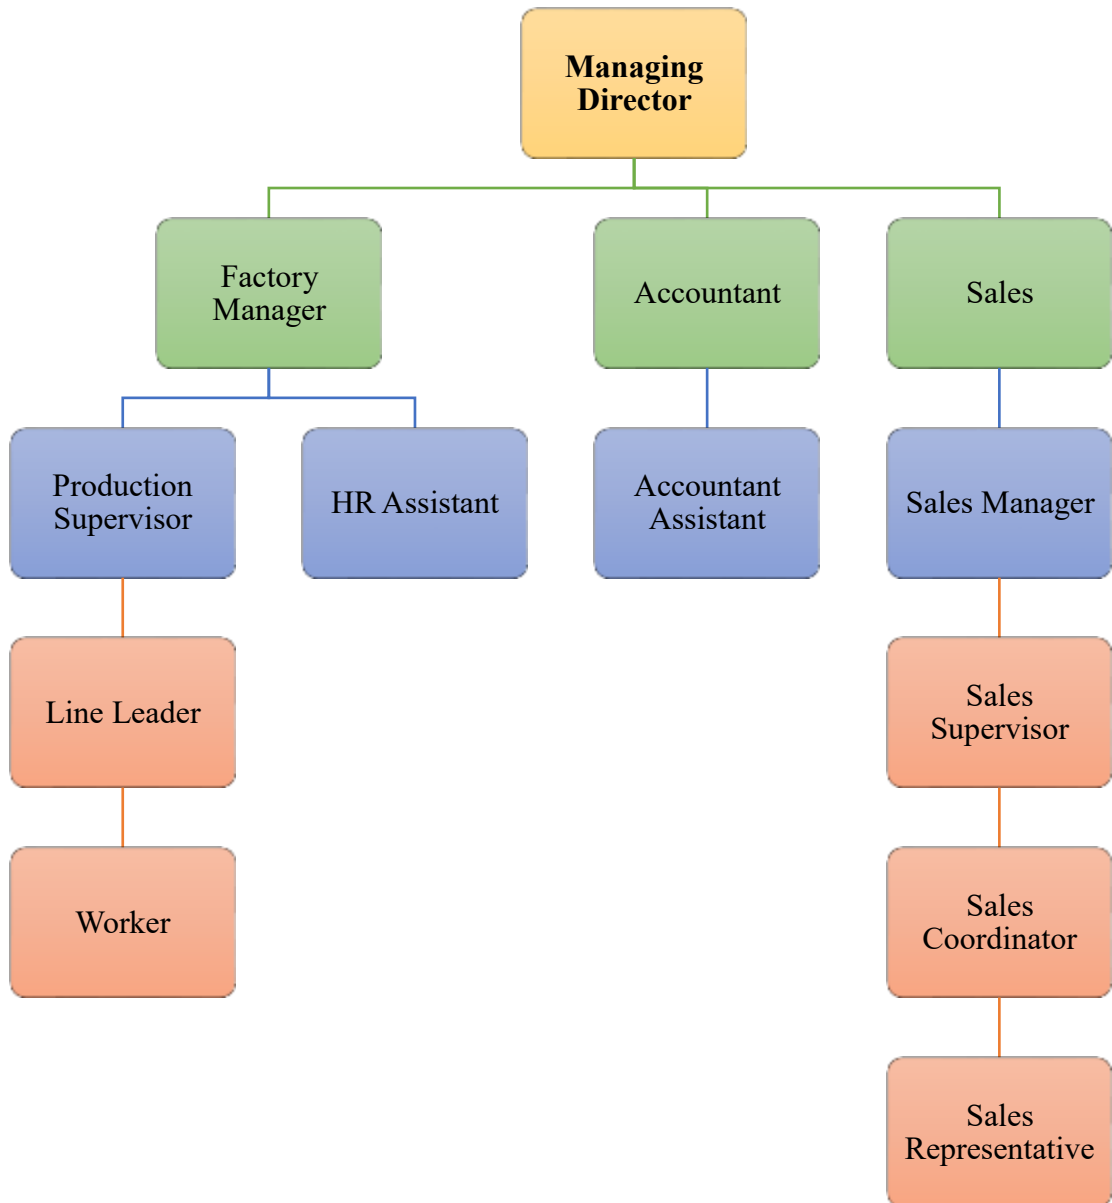 Managing
Director
Factory
Manager
Accountant
Sales
Production
Supervisor
HR Assistant
Accountant
Assistant
Sales Manager
Line Leader
Sales
Supervisor
Worker
Sales
Coordinator
Sales
Representative